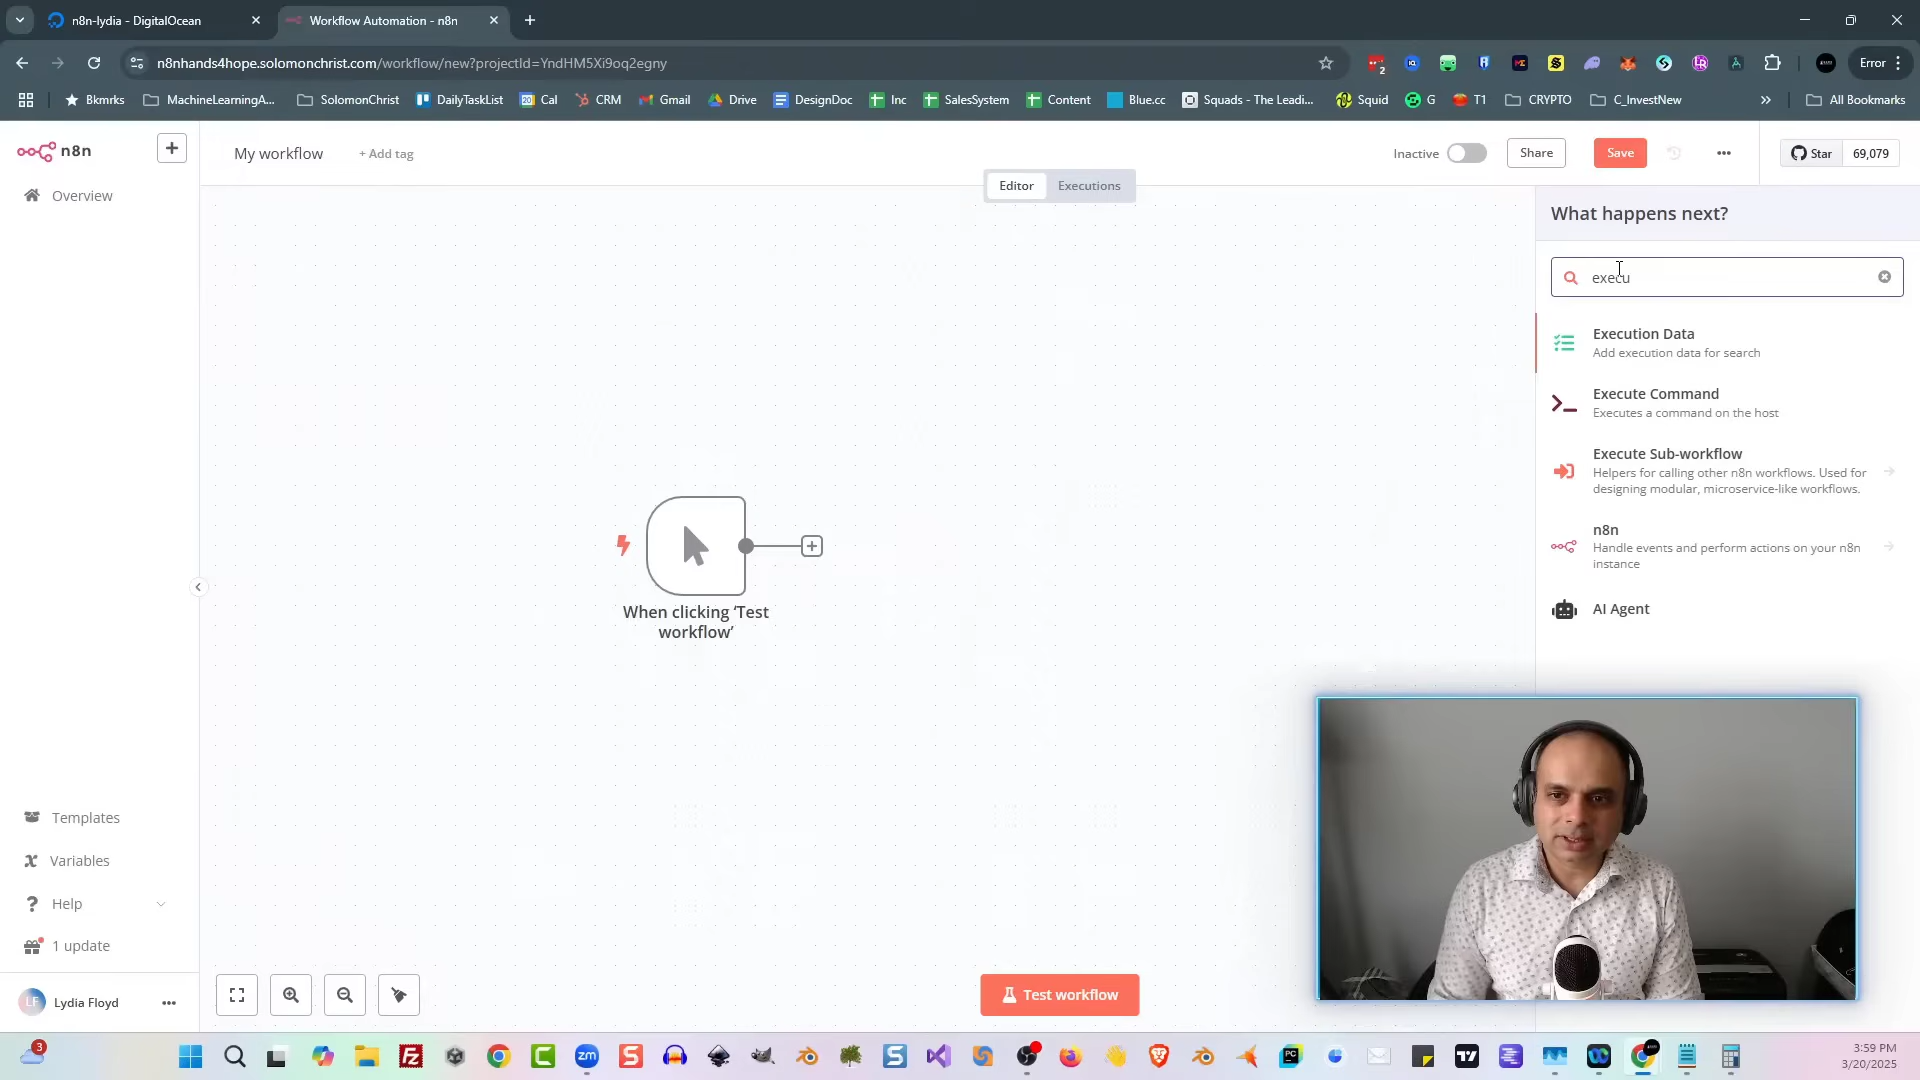 n8n-lydia - DigitalOcean
Workflow Automation - n8n
n8nhands4hope.solomonchrist.com/workflow/new?projectId=YndHM5Xi9oq2egny
Error
Bkmrks
MachineLearningA...
SolomonChrist
DailyTaskList
Cal
CRM
Gmail
Drive
DesignDoc
Inc
SalesSystem
Content
Blue.cc
Squads - The Leadi...
Squid
G
T1
CRYPTO
C_InvestNew
All Bookmarks
n8n
My workflow
+ Add tag
Inactive
Share
Save
Star
69,079
Overview
Editor
Executions
What happens next?
execu
Execution Data
Add execution data for search
Execute Command
Executes a command on the host
Execute Sub-workflow
Helpers for calling other n8n workflows. Used for
designing modular, microservice-like workflows.
n8n
Handle events and perform actions on your n8n
instance
AI Agent
When clicking ‘Test
workflow’
Templates
Variables
Help
1 update
LF
Lydia Floyd
Test workflow
3
3:59 PM
3/20/2025